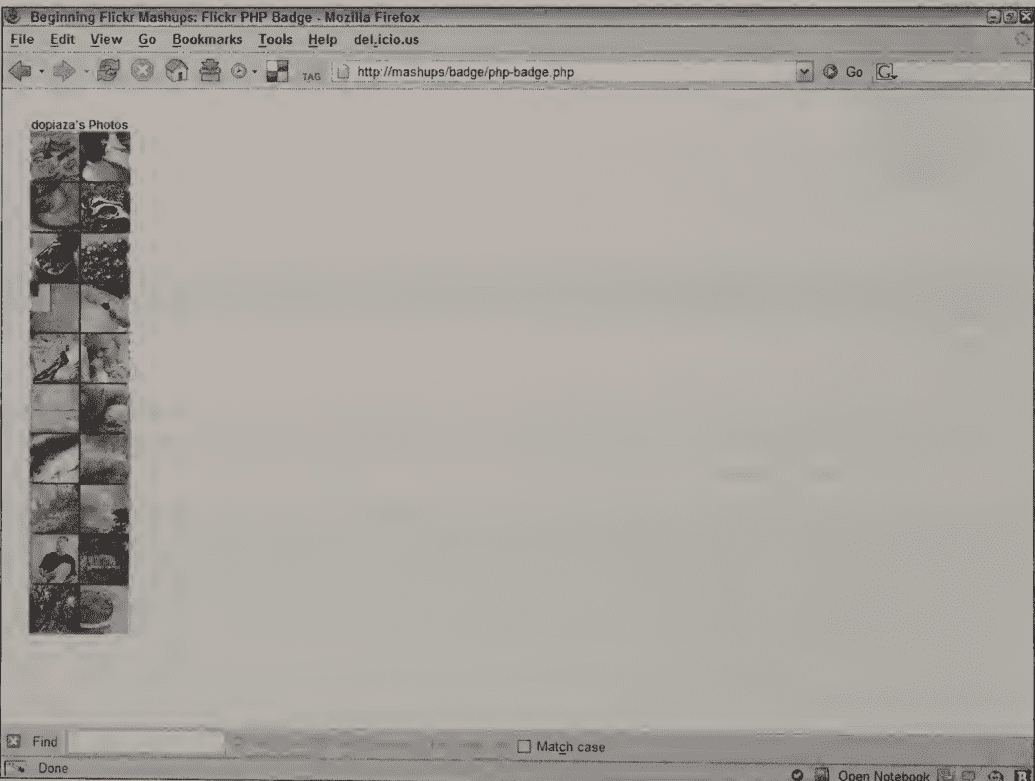 Beginning Flickr Mashups: Flickr PHP Badge - Mozilla Firefox
File Edit View Go Bookmarks Tools Help del.icio.us
TAG http://mashups/badge/php-badge.php Go G
dopiaza's Photos
Find Match case
Done Open Notebook